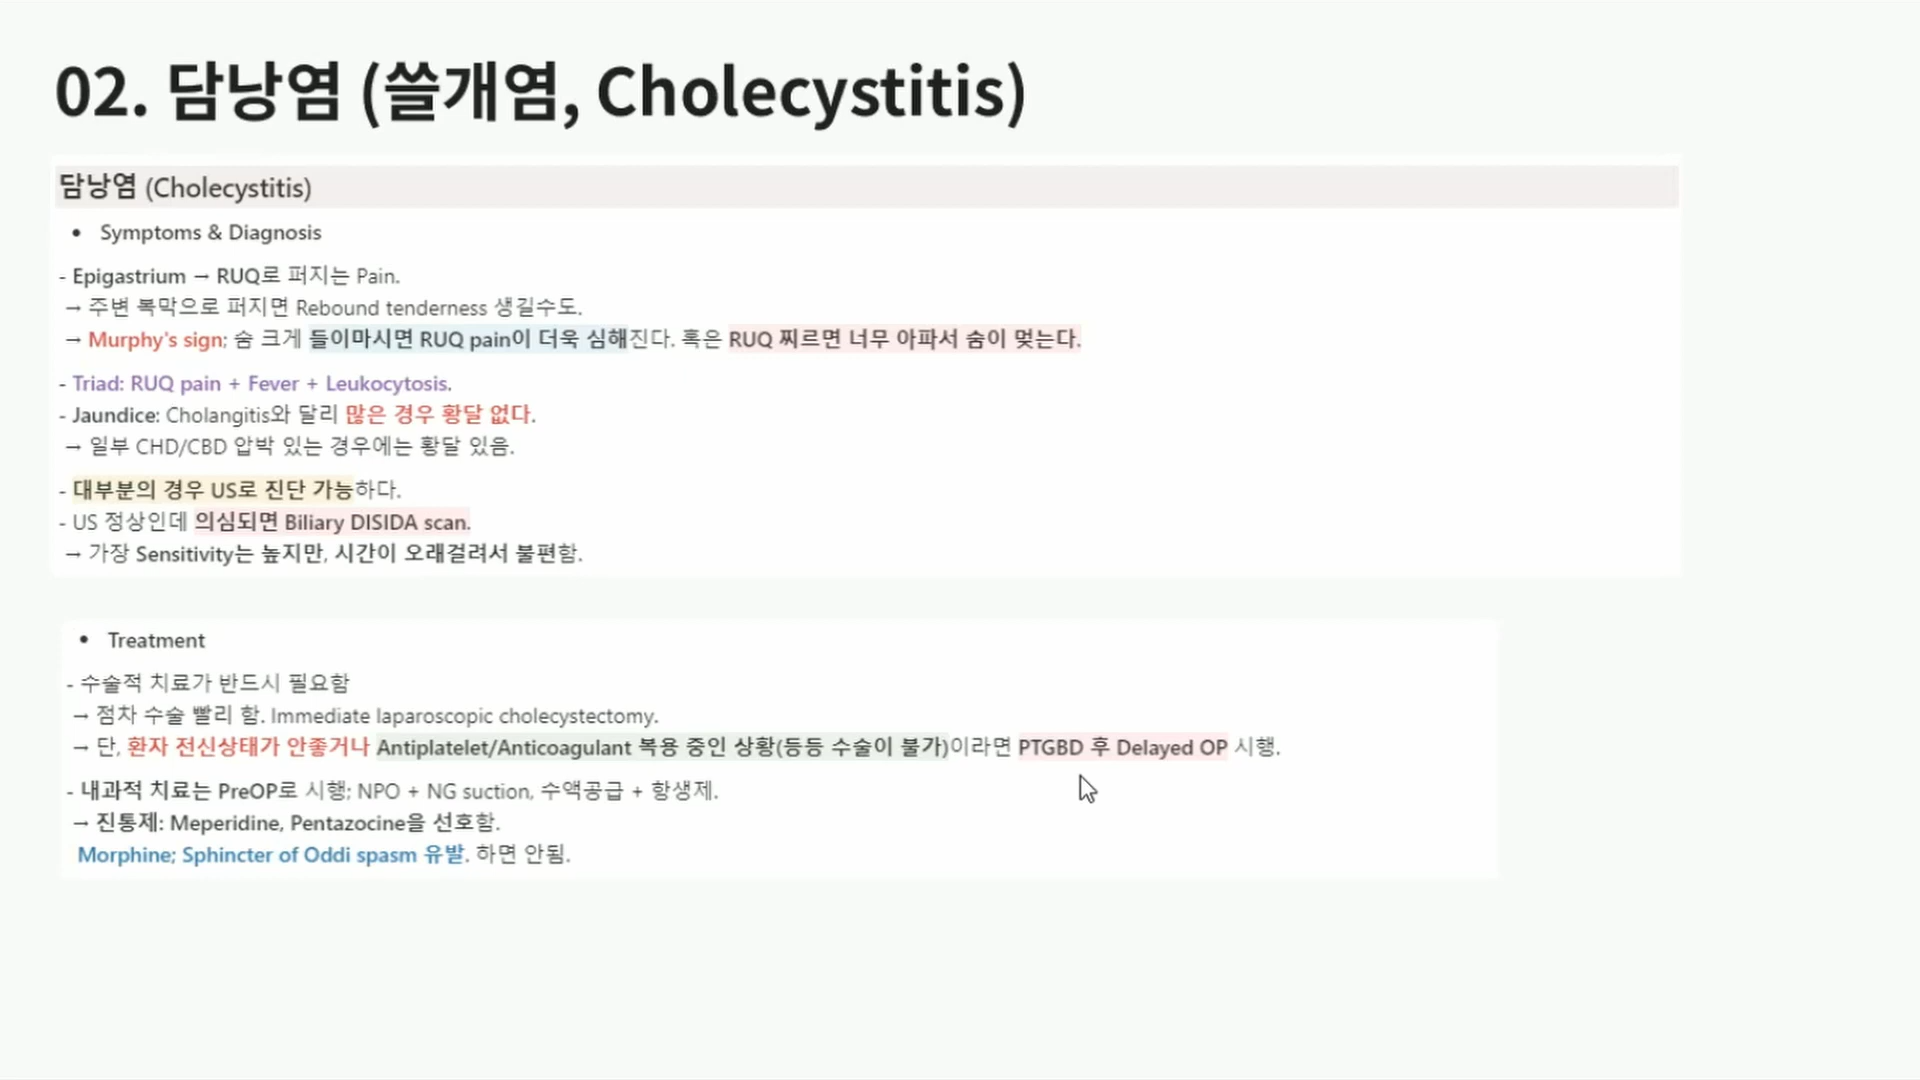 02. 담낭염 (쓸개염, Cholecystitis)
담낭염 (Cholecystitis)
• Symptoms & Diagnosis
- Epigastrium → RUQ로 퍼지는 Pain.
→ 주변 복막으로 퍼지면 Rebound tenderness 생길수도.
→ Murphy's sign; 숨 크게 들이마시면 RUQ pain이 더욱 심해진다. 혹은 RUQ 찌르면 너무 아파서 숨이 멎는다.
- Triad: RUQ pain + Fever + Leukocytosis.
- Jaundice: Cholangitis와 달리 많은 경우 황달 없다.
→ 일부 CHD/CBD 압박 있는 경우에는 황달 있음.
- 대부분의 경우 US로 진단 가능하다.
- US 정상인데 의심되면 Biliary DISIDA scan.
→ 가장 Sensitivity는 높지만, 시간이 오래걸려서 불편함.
• Treatment
- 수술적 치료가 반드시 필요함
→ 점차 수술 빨리 함. Immediate laparoscopic cholecystectomy.
→ 단, 환자 전신상태가 안좋거나 Antiplatelet/Anticoagulant 복용 중인 상황(등등 수술이 불가)이라면 PTGBD 후 Delayed OP 시행.
- 내과적 치료는 PreOP로 시행; NPO + NG suction, 수액공급 + 항생제.
→ 진통제: Meperidine, Pentazocine을 선호함.
Morphine; Sphincter of Oddi spasm 유발. 하면 안됨.